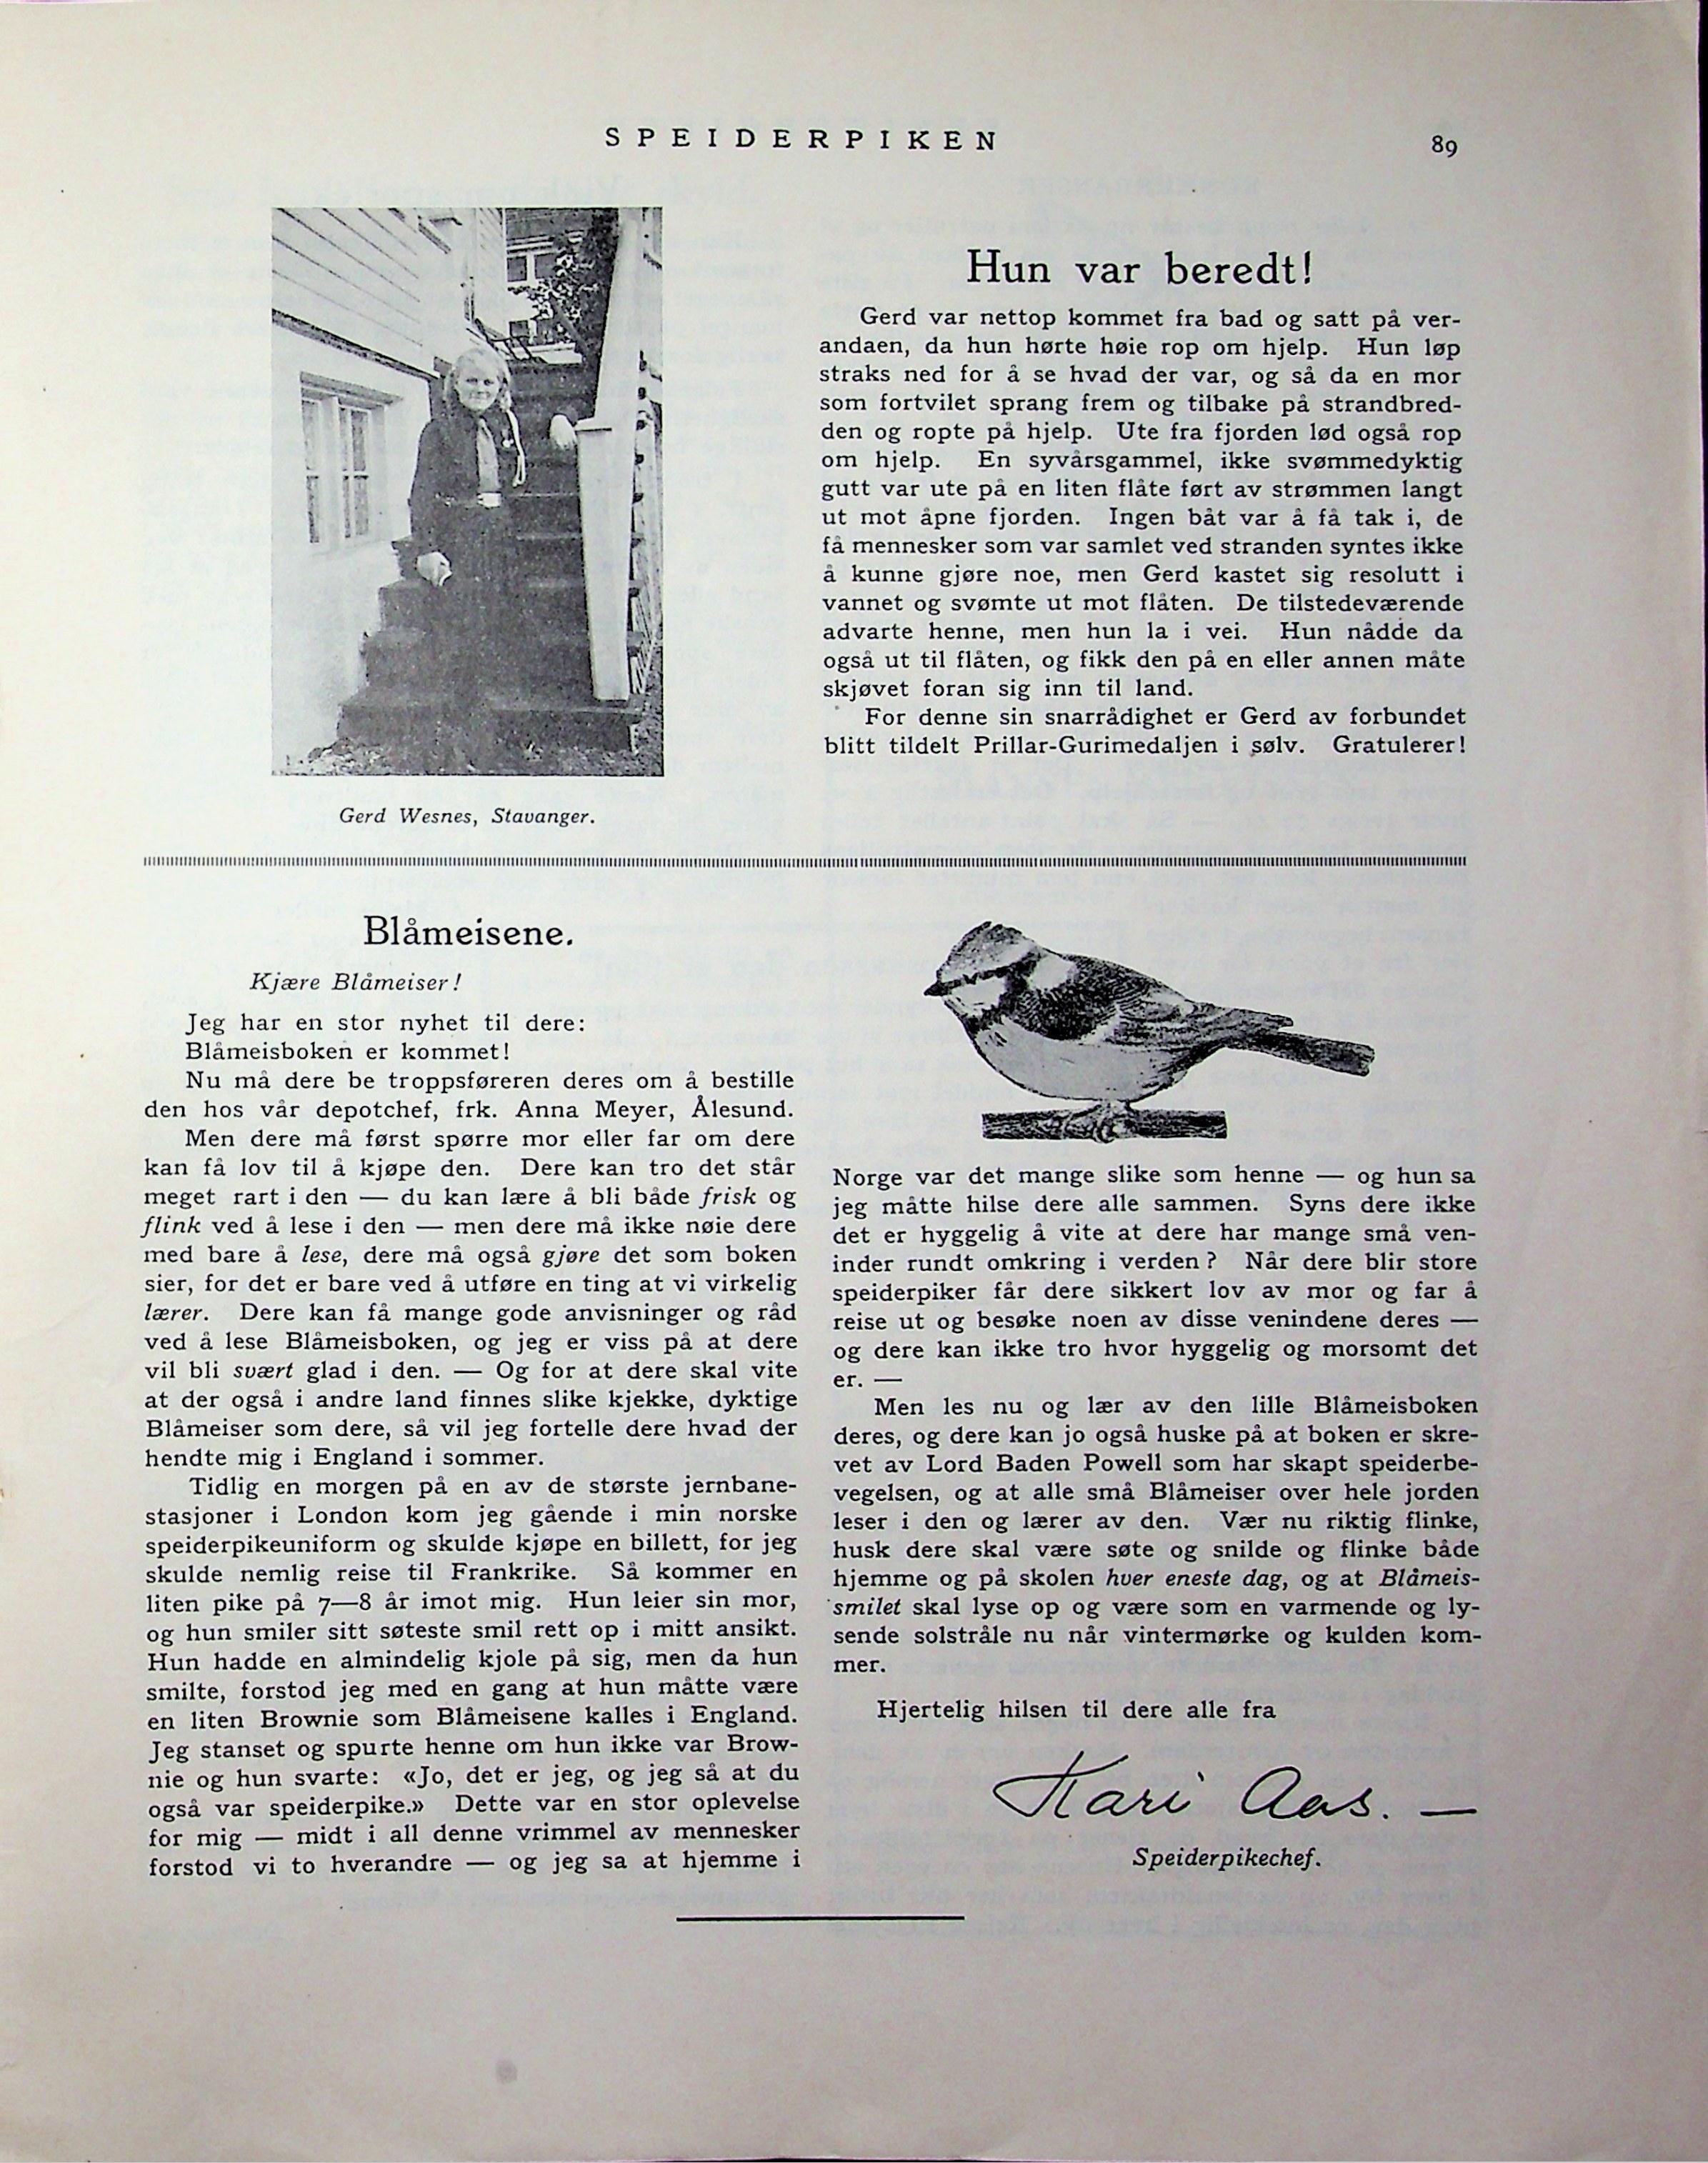 SPEIDERPIKEN
89
Hun var beredt!
Gerd var nettop kommet fra bad og satt på ver-
andaen, da hun hørte høie rop om hjelp. Hun løp
straks ned for å se hvad der var, og så da en mor
som fortvilet sprang frem og tilbake på strandbred-
den og ropte på hjelp. Ute fra fjorden lød også rop
om hjelp. En syvårsgammel, ikke svømmedyktig
gutt var ute på en liten flåte ført av strømmen langt
ut mot åpne fjorden. Ingen båt var å få tak i, de
få mennesker som var samlet ved stranden syntes ikke
å kunne gjøre noe, men Gerd kastet sig resolutt i
vannet og svømte ut mot flåten. De tilstedeværende
advarte henne, men hun la i vei. Hun nådde da
også ut til flåten, og fikk den på en eller annen måte
skjøvet foran sig inn til land.
For denne sin snarrådighet er Gerd av forbundet
blitt tildelt Prillar-Gurimedaljen i sølv. Gratulerer!
Gerd Wesnes, Stavanger.
Blåmeisene.
Kjære Blåmeiser!
Jeg har en stor nyhet til dere:
Blåmeisboken er kommet!
Nu må dere be troppsføreren deres om å bestille
den hos vår depotchef, frk. Anna Meyer, Ålesund.
Men dere må først spørre mor eller far om dere
kan få lov til å kjøpe den. Dere kan tro det står
meget rart i den — du kan lære å bli både frisk og
flink ved å lese i den — men dere må ikke nøie dere
med bare å lese, dere må også gjøre det som boken
sier, for det er bare ved å utføre en ting at vi virkelig
lærer. Dere kan få mange gode anvisninger og råd
ved å lese Blåmeisboken, og jeg er viss på at dere
vil bli svært glad i den. — Og for at dere skal vite
at der også i andre land finnes slike kjekke, dyktige
Blåmeiser som dere, så vil jeg fortelle dere hvad der
hendte mig i England i sommer.
Tidlig en morgen på en av de største jernbane-
stasjoner i London kom jeg gående i min norske
speiderpikeuniform og skulde kjøpe en billett, for jeg
skulde nemlig reise til Frankrike. Så kommer en
liten pike på 7—8 år imot mig. Hun leier sin mor,
og hun smiler sitt søteste smil rett op i mitt ansikt.
Hun hadde en almindelig kjole på sig, men da hun
smilte, forstod jeg med en gang at hun måtte være
en liten Brownie som Blåmeisene kalles i England.
Jeg stanset og spurte henne om hun ikke var Brow-
nie og hun svarte: «Jo, det er jeg, og jeg så at du
også var speiderpike.» Dette var en stor oplevelse
for mig — midt i all denne vrimmel av mennesker
forstod vi to hverandre — og jeg sa at hjemme i
Norge var det mange slike som henne — og hun sa
jeg måtte hilse dere alle sammen. Syns dere ikke
det er hyggelig å vite at dere har mange små ven-
inder rundt omkring i verden? Når dere blir store
speiderpiker får dere sikkert lov av mor og far å
reise ut og besøke noen av disse venindene deres —
og dere kan ikke tro hvor hyggelig og morsomt det
er. —
Men les nu og lær av den lille Blåmeisboken
deres, og dere kan jo også huske på at boken er skre-
vet av Lord Baden Powell som har skapt speiderbe-
vegelsen, og at alle små Blåmeiser over hele jorden
leser i den og lærer av den. Vær nu riktig flinke,
husk dere skal være søte og snilde og flinke både
hjemme og på skolen hver eneste dag, og at Blåmeis-
smilet skal lyse op og være som en varmende og ly-
sende solstråle nu når vintermørke og kulden kom-
mer.
Hjertelig hilsen til dere alle fra
Kari Aas. —
Speiderpikechef.